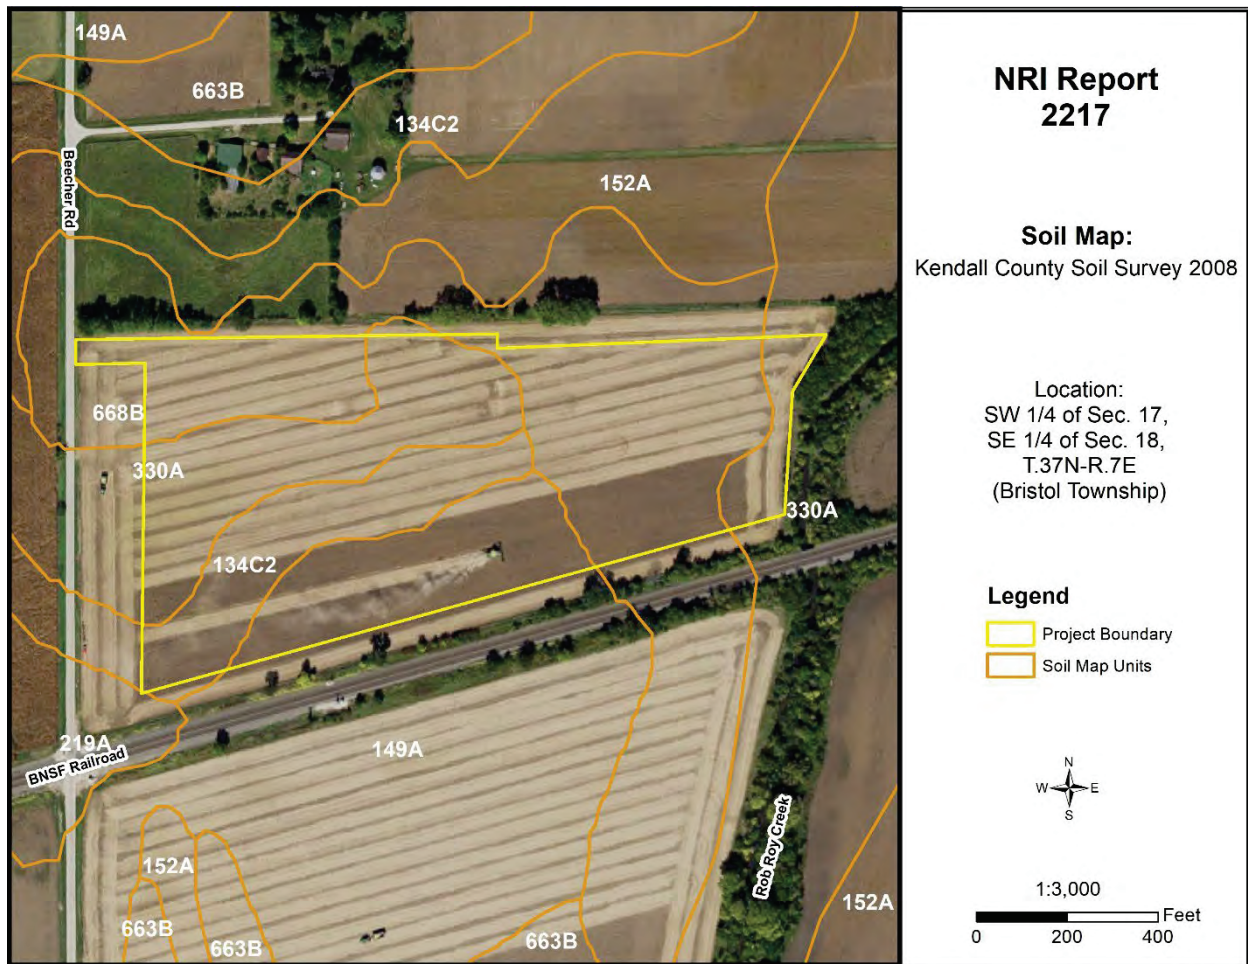 149A
663B
134C2
Beecher Rd
152A
668B
330A
330A
134C2
219A
BNSF Railroad
149A
152A
663B
663B
663B
Rob Roy Creek
152A
NRI Report
2217
Soil Map:
Kendall County Soil Survey 2008
Location:
SW 1/4 of Sec. 17,
SE 1/4 of Sec. 18,
T.37N-R.7E
(Bristol Township)
Legend
Project Boundary
Soil Map Units
N
W E
S
1:3,000
Feet
0 200 400